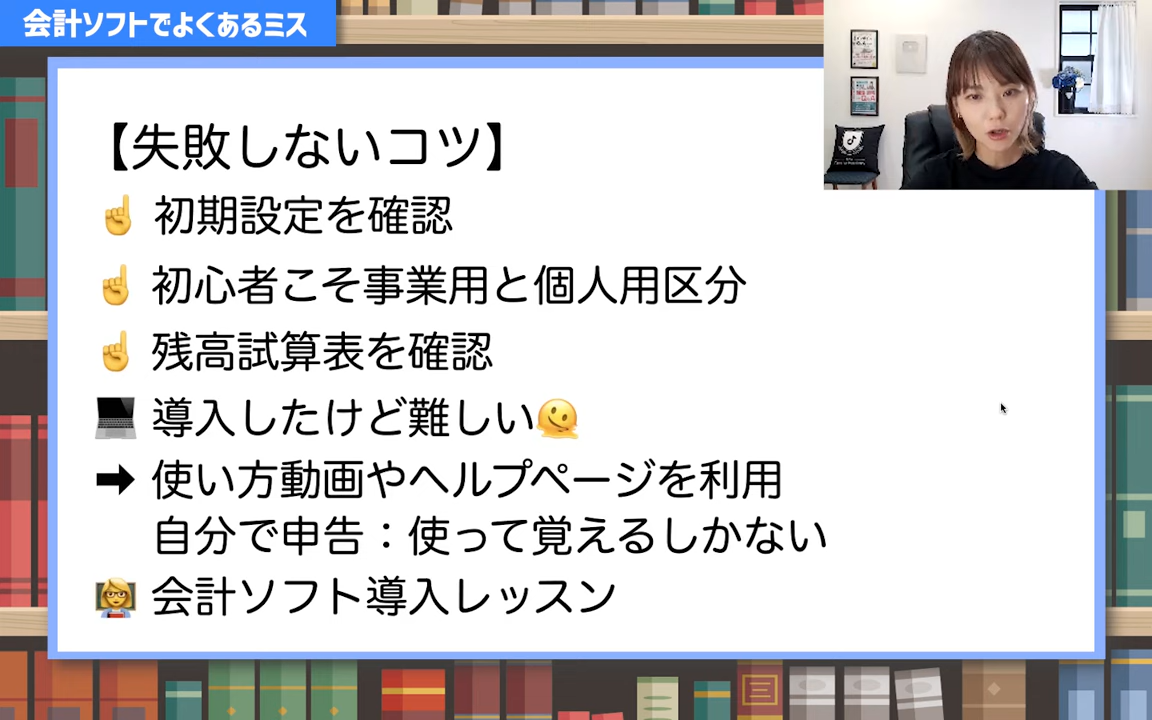 会計ソフトでよくあるミス
【失敗しないコツ】
☝ 初期設定を確認
☝ 初心者こそ事業用と個人用区分
☝ 残高試算表を確認
💻 導入したけど難しい🫠
➡ 使い方動画やヘルプページを利用
自分で申告：使って覚えるしかない
👩‍🏫 会計ソフト導入レッスン